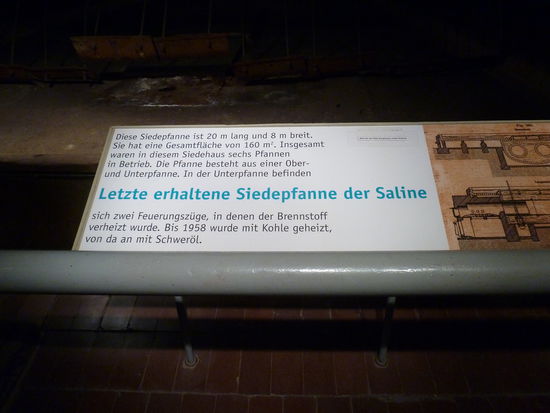 Diese Siedepfanne ist 20 m lang und 8 m breit.
Sie hat eine Gesamtfläche von 160 m². Insgesamt
waren in diesem Siedehaus sechs Pfannen
in Betrieb. Die Pfanne besteht aus einer Ober-
und Unterpfanne. In der Unterpfanne befinden
Letzte erhaltene Siedepfanne der Saline
sich zwei Feuerungszüge, in denen der Brennstoff
verheizt wurde. Bis 1958 wurde mit Kohle geheizt,
von da an mit Schweröl.